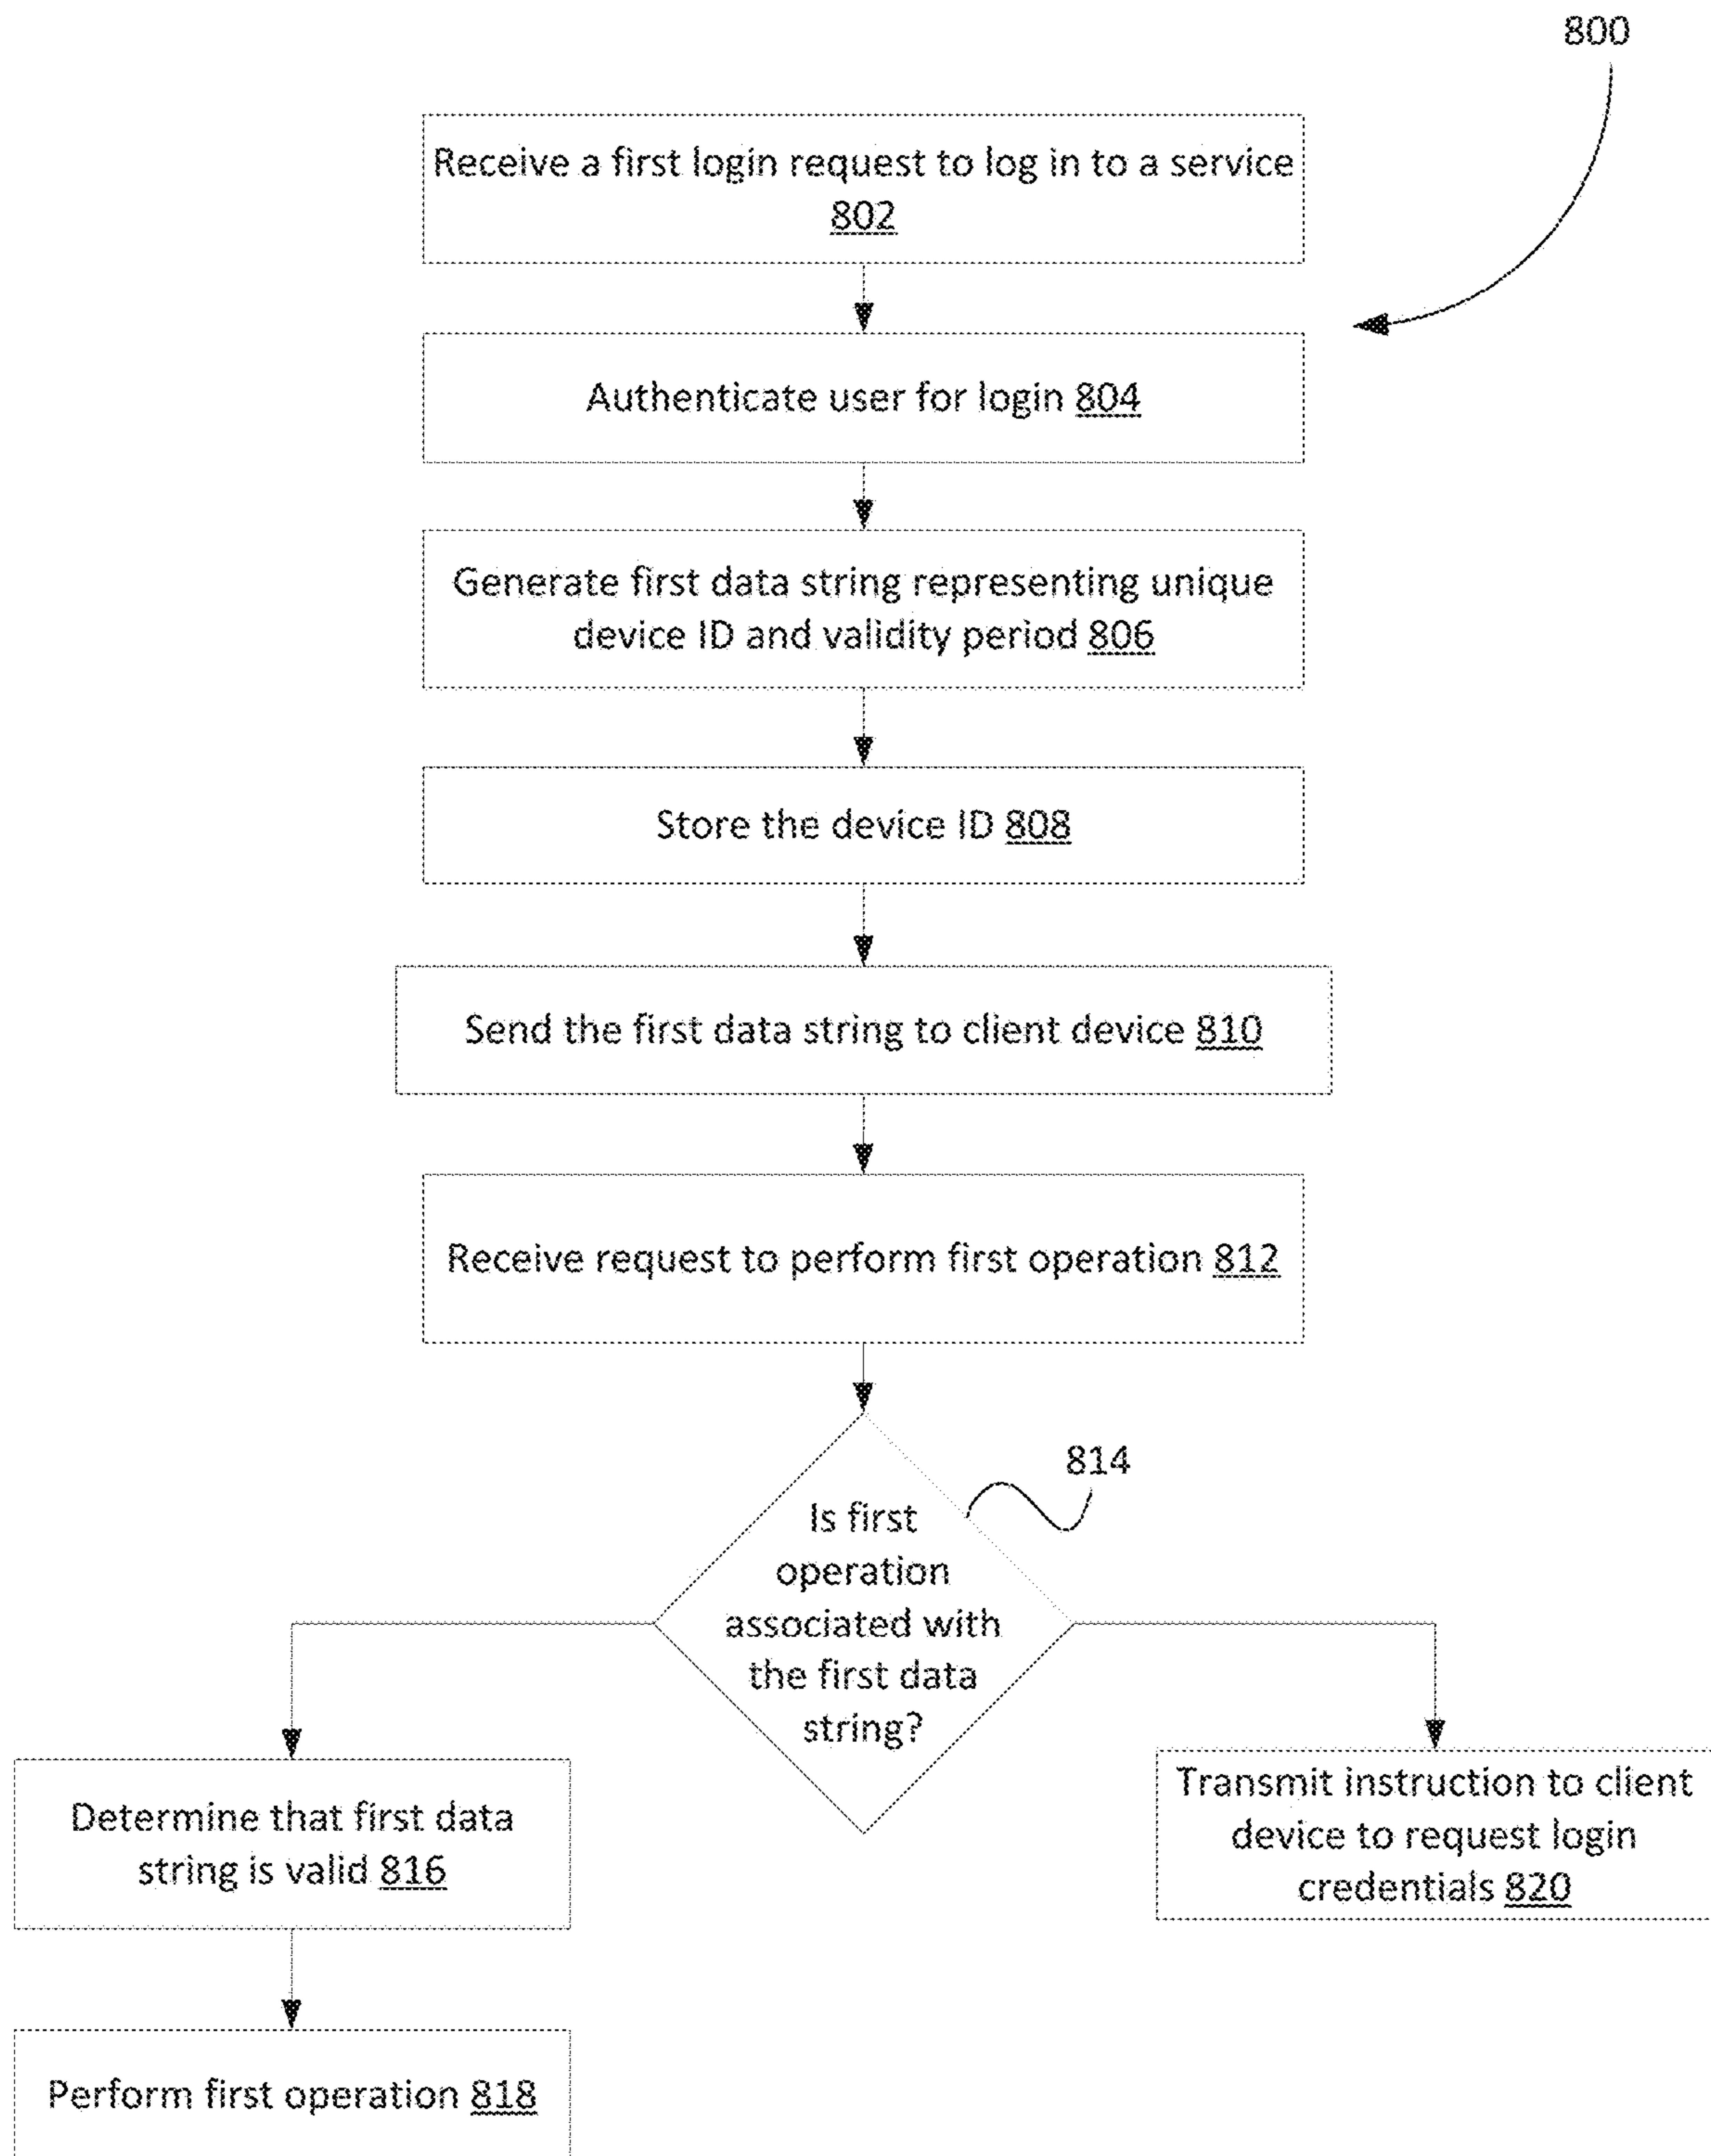 800
Receive a first login request to log in to a service
802
Authenticate user for login 804
Generate first data string representing unique
device ID and validity period 806
Store the device ID 808
Send the first data string to client device 810
Receive request to perform first operation 812
814
Is first
operation
associated with
the first data
string?
Determine that first data
string is valid 816
Transmit instruction to client
device to request login
credentials 820
Perform first operation 818